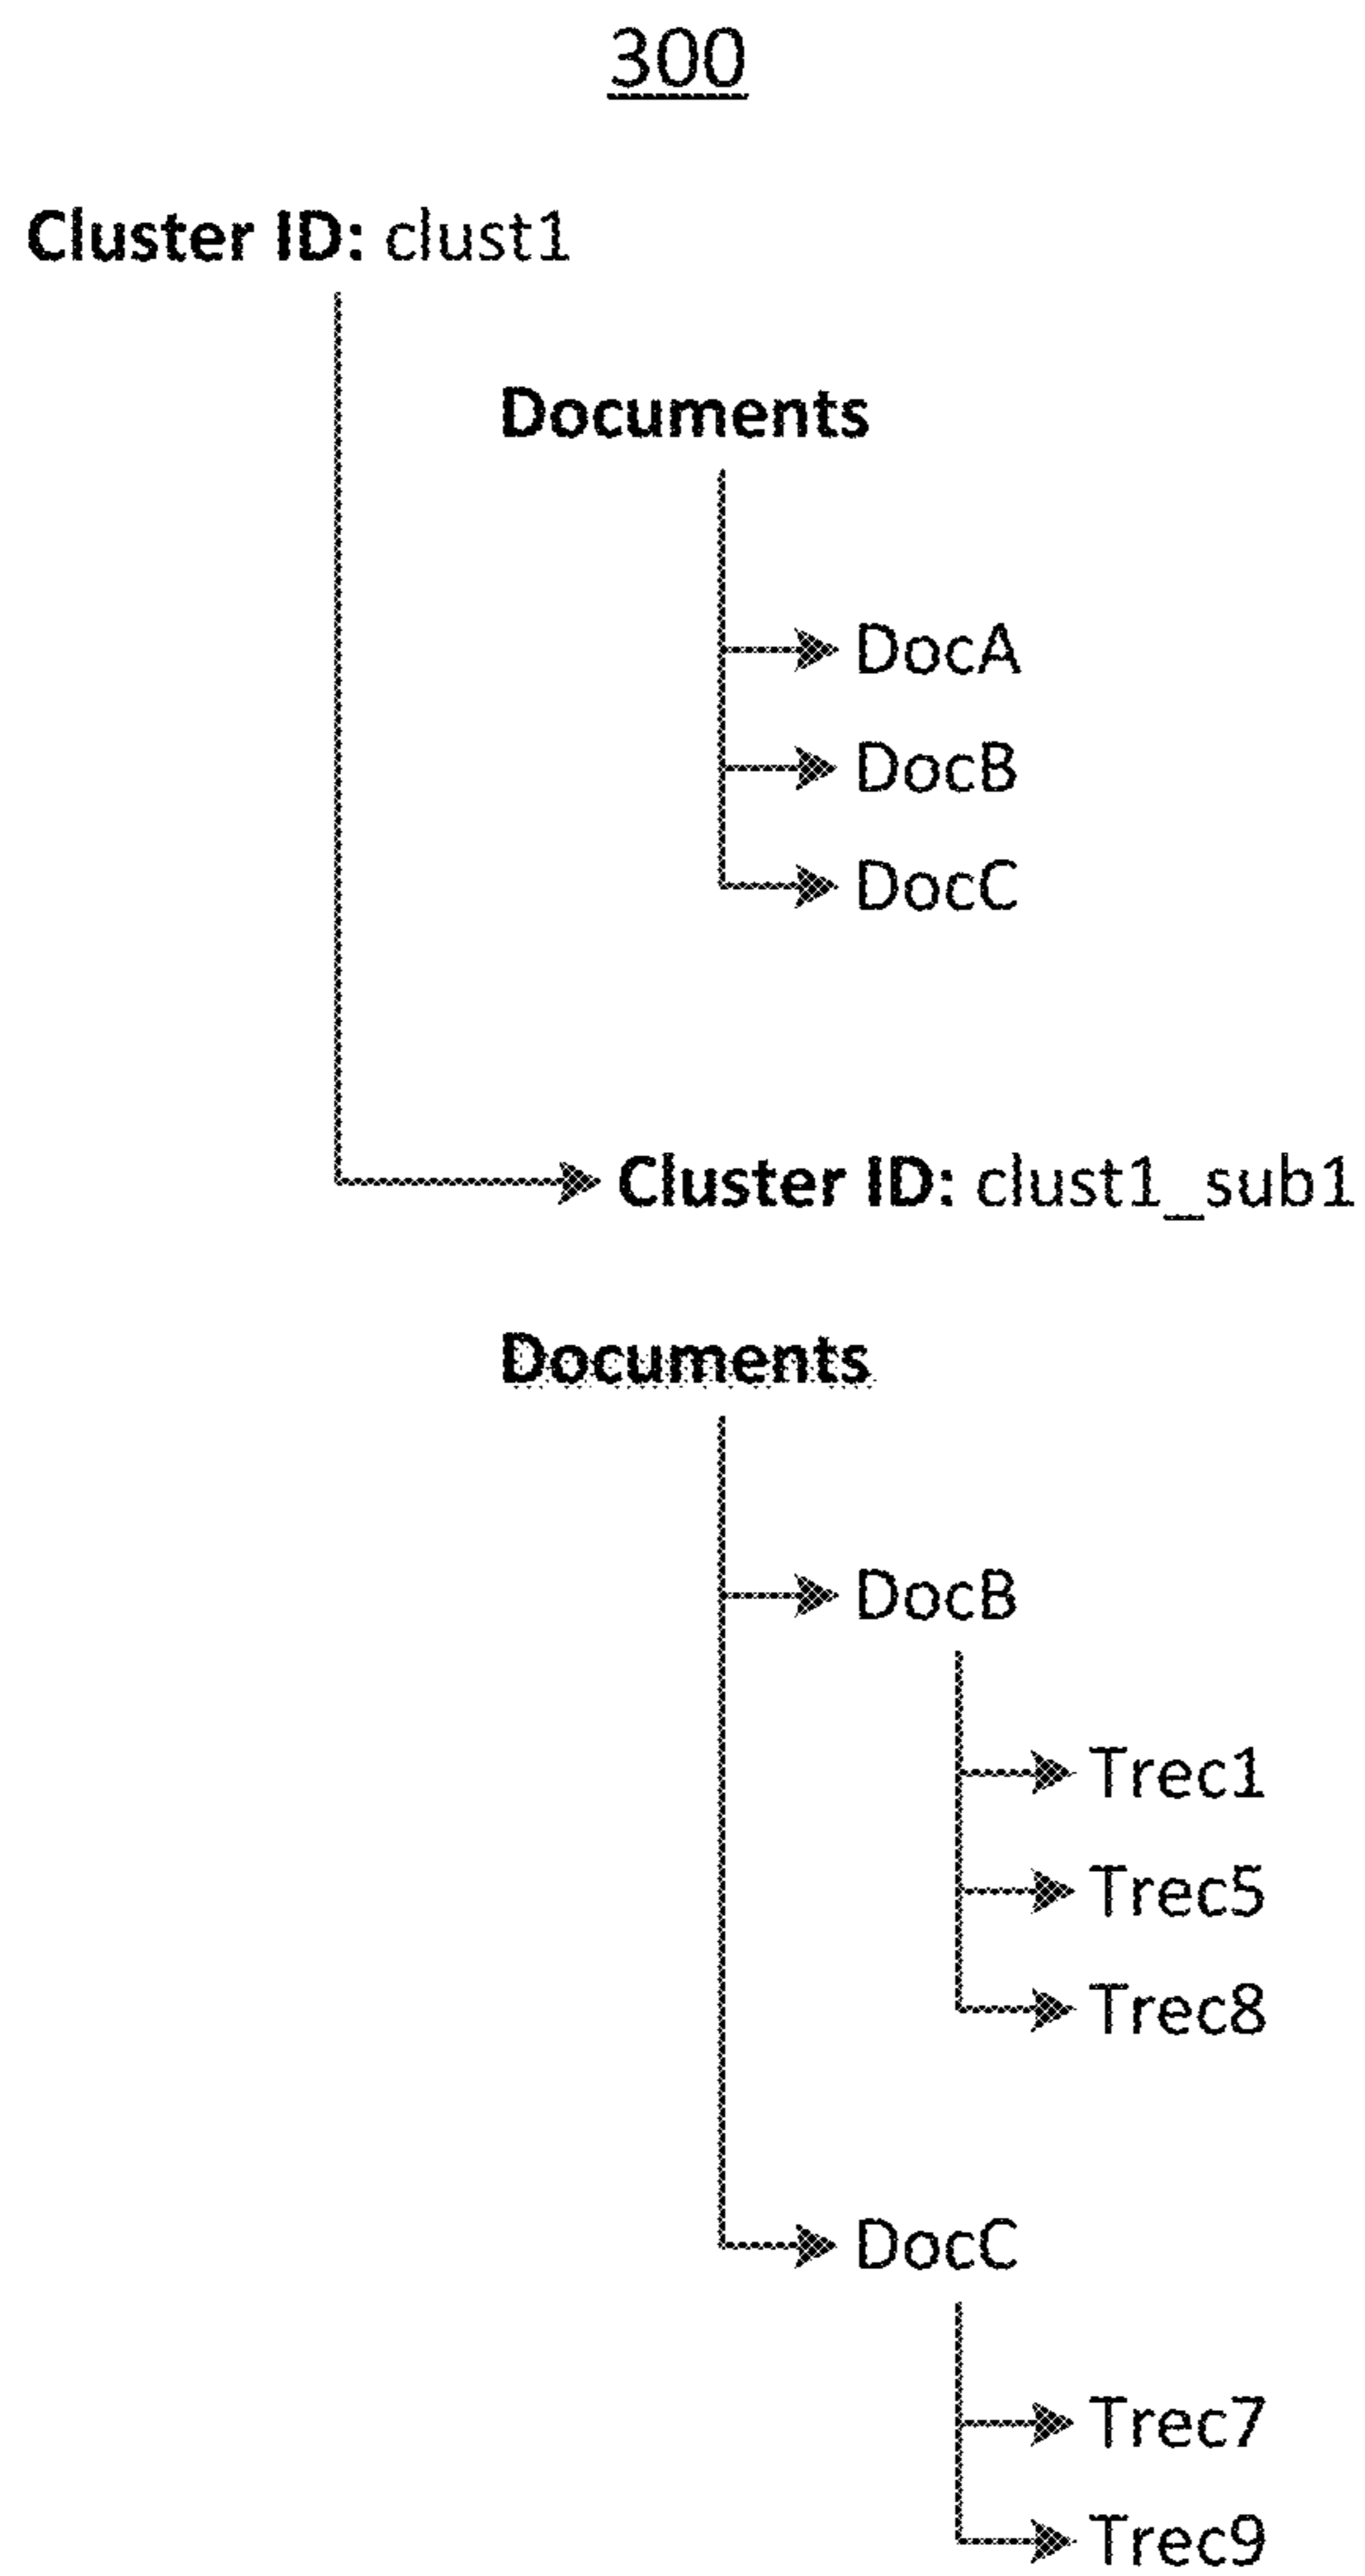 300
Cluster ID: clust1
Documents
DocA
DocB
DocC
Cluster ID: clust1_sub1
Documents
DocB
Trec1
Trec5
Trec8
DocC
Trec7
Trec9